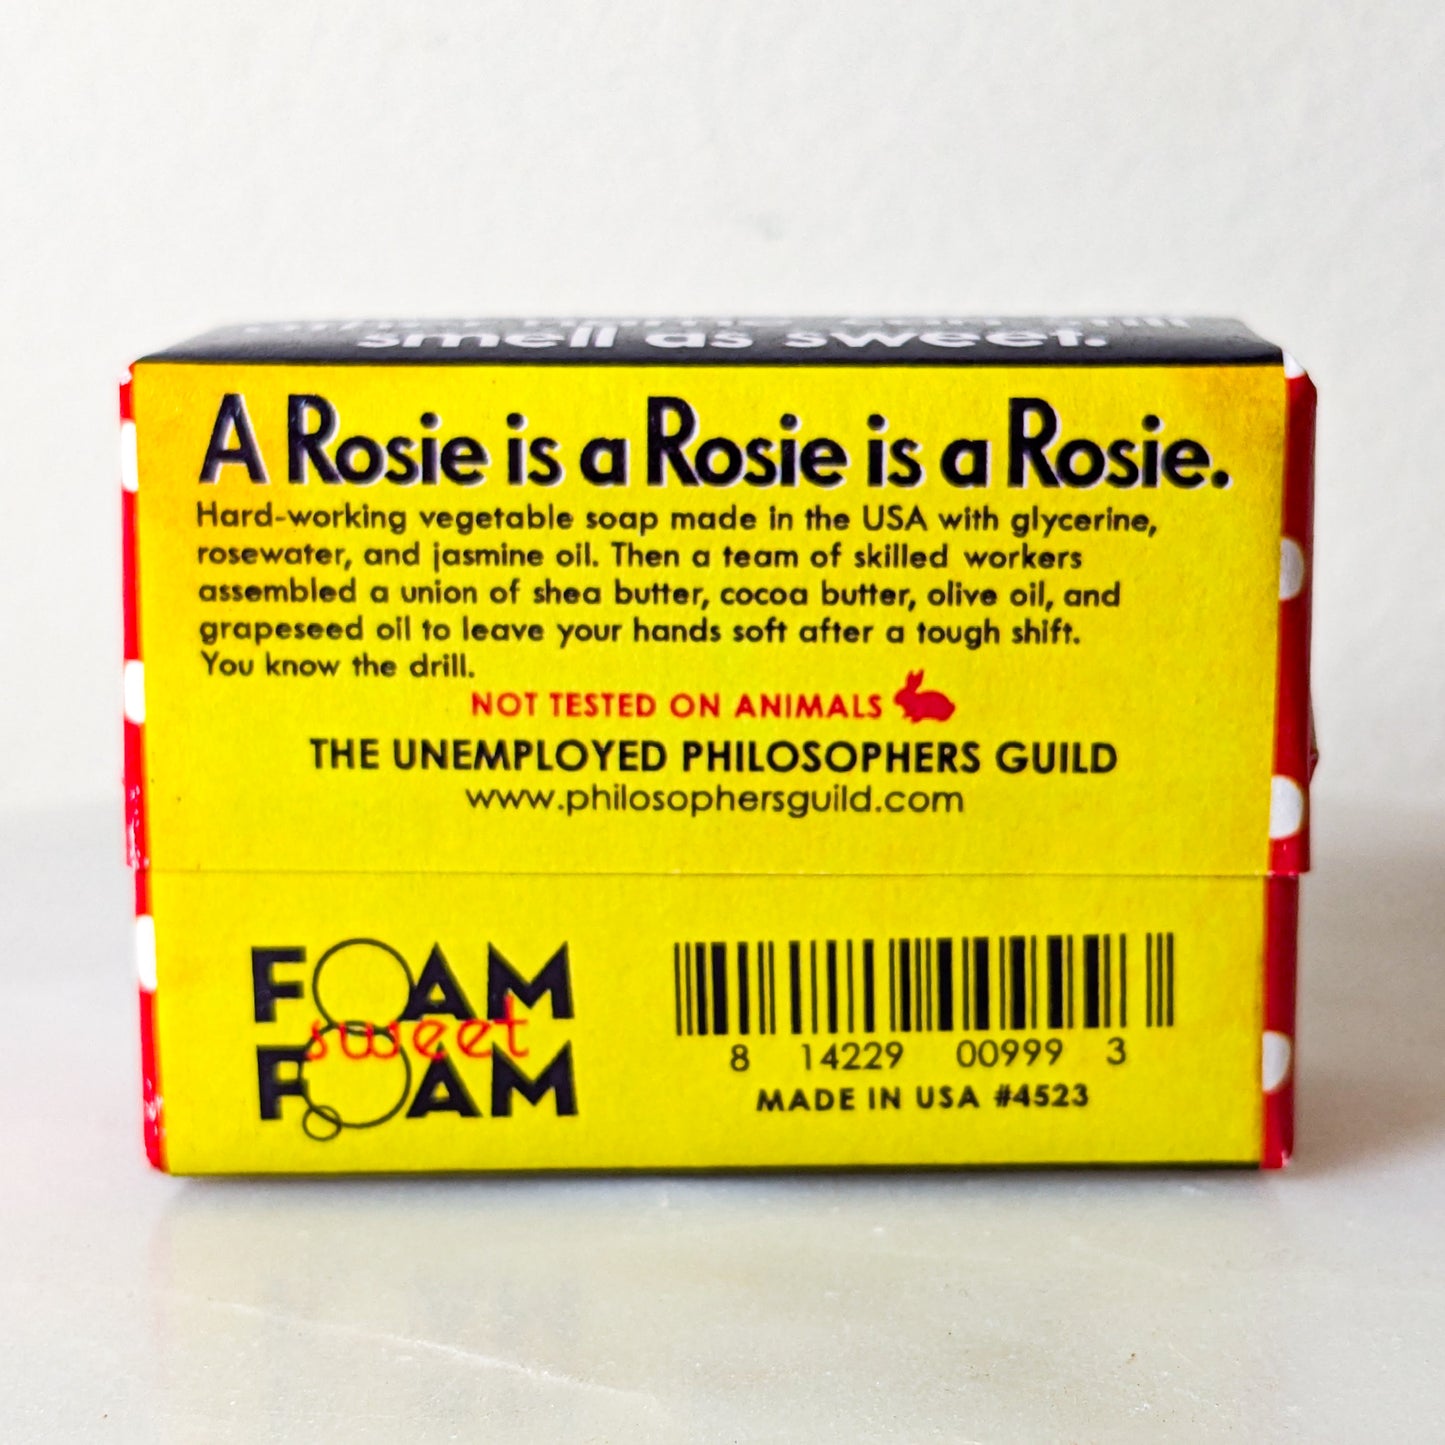 smell as sweet.
A Rosie is a Rosie is a Rosie.
Hard-working vegetable soap made in the USA with glycerine,
rosewater, and jasmine oil. Then a team of skilled workers
assembled a union of shea butter, cocoa butter, olive oil, and
grapeseed oil to leave your hands soft after a tough shift.
You know the drill.
NOT TESTED ON ANIMALS
THE UNEMPLOYED PHILOSOPHERS GUILD
www.philosophersguild.com
FOAM
sweet
FOAM
8 14229 00999 3
MADE IN USA #4523